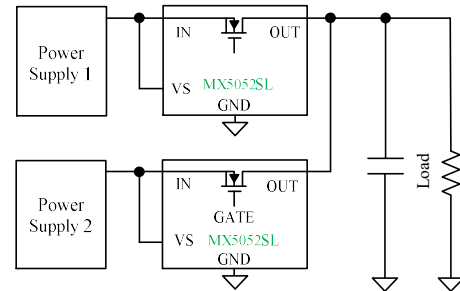 Power
Supply 1
IN
OUT
VS
MX5052SL
GND
Power
Supply 2
IN
OUT
GATE
VS
MX5052SL
GND
Load